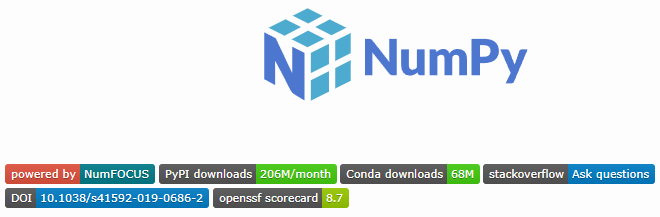 NumPy
powered by NumFOCUS PyPI downloads 206M/month Conda downloads 68M stackoverflow Ask questions
DOI 10.1038/s41592-019-0686-2 openssf scorecard 8.7